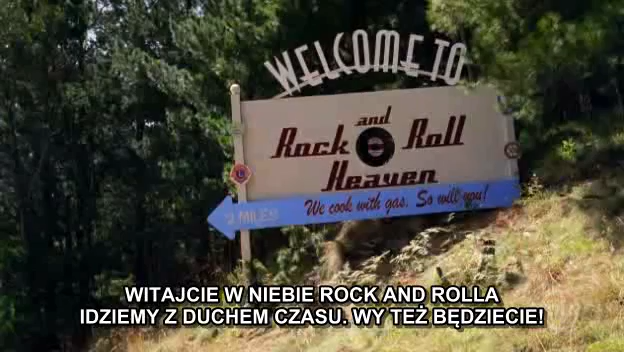 WELCOME TO
and
Rock Roll
Heaven
We cook with gas. So will you!
2 MILES
WITAJCIE W NIEBIE ROCK AND ROLLA
IDZIEMY Z DUCHEM CZASU. WY TEŻ BĘDZIECIE!